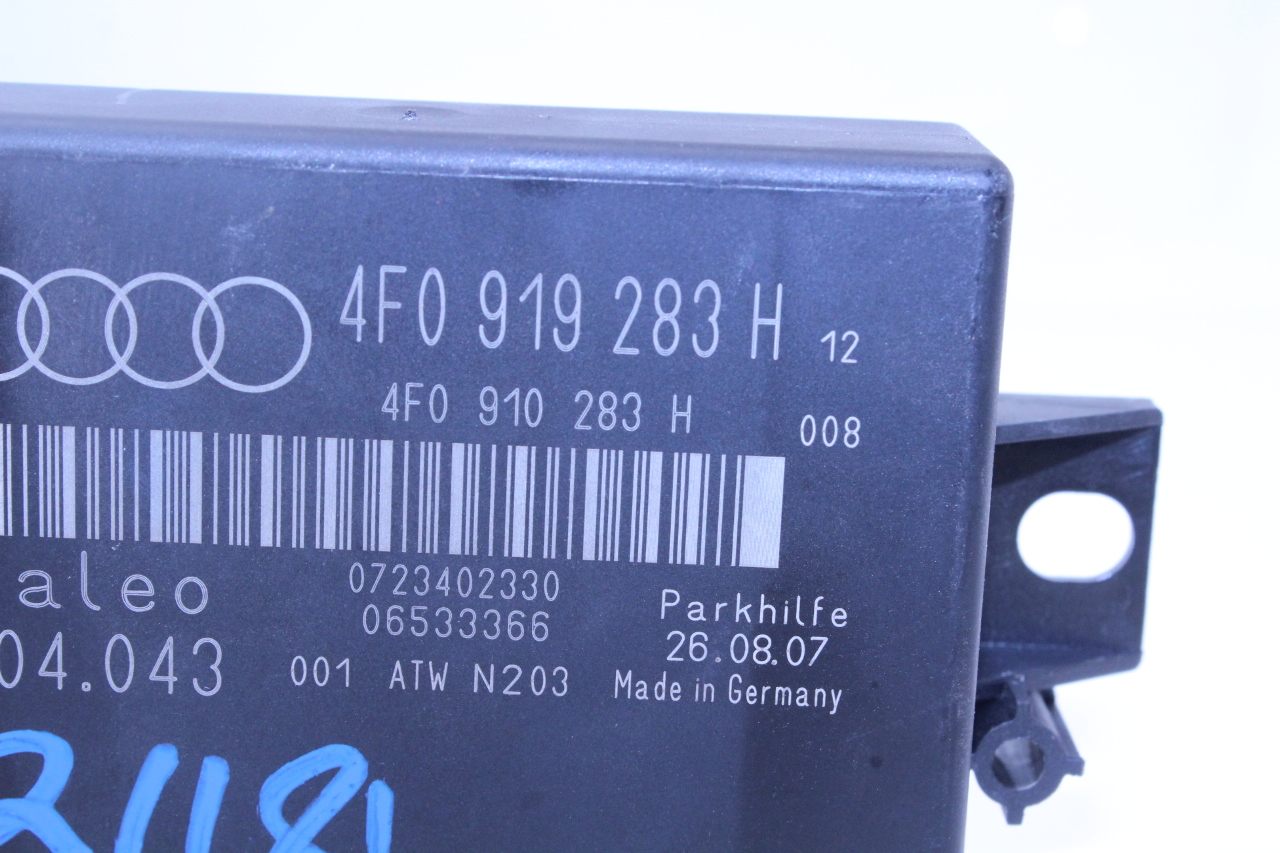 4F0 919 283 H 12
4F0 910 283 H 008
aleo
0723402330
06533366
Parkhilfe
26.08.07
04.043
001 ATW N203
Made in Germany